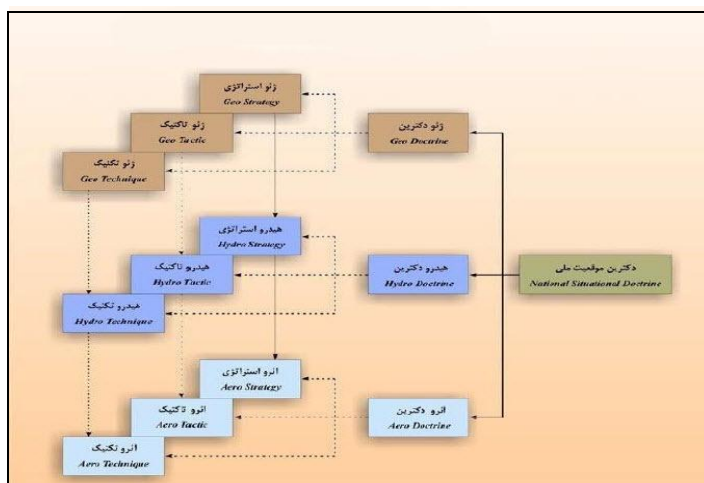 ژئو استراتژی
Geo Strategy
ژئو تاکتیک
Geo Tactic
ژئو دکترین
Geo Doctrine
ژئو تکنیک
Geo Technique
هیدرو استراتژی
Hydro Strategy
هیدرو تاکتیک
Hydro Tactic
هیدرو دکترین
Hydro Doctrine
دکترین موقعیت ملی
National Situational Doctrine
هیدرو تکنیک
Hydro Technique
ائرو استراتژی
Aero Strategy
ائرو تاکتیک
Aero Tactic
ائرو دکترین
Aero Doctrine
ائرو تکنیک
Aero Technique